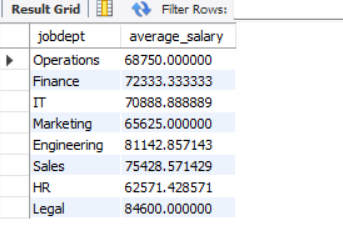 Result Grid Filter Rows:
jobdept average_salary
Operations 68750.000000
Finance 72333.333333
IT 70888.888889
Marketing 65625.000000
Engineering 81142.857143
Sales 75428.571429
HR 62571.428571
Legal 84600.000000